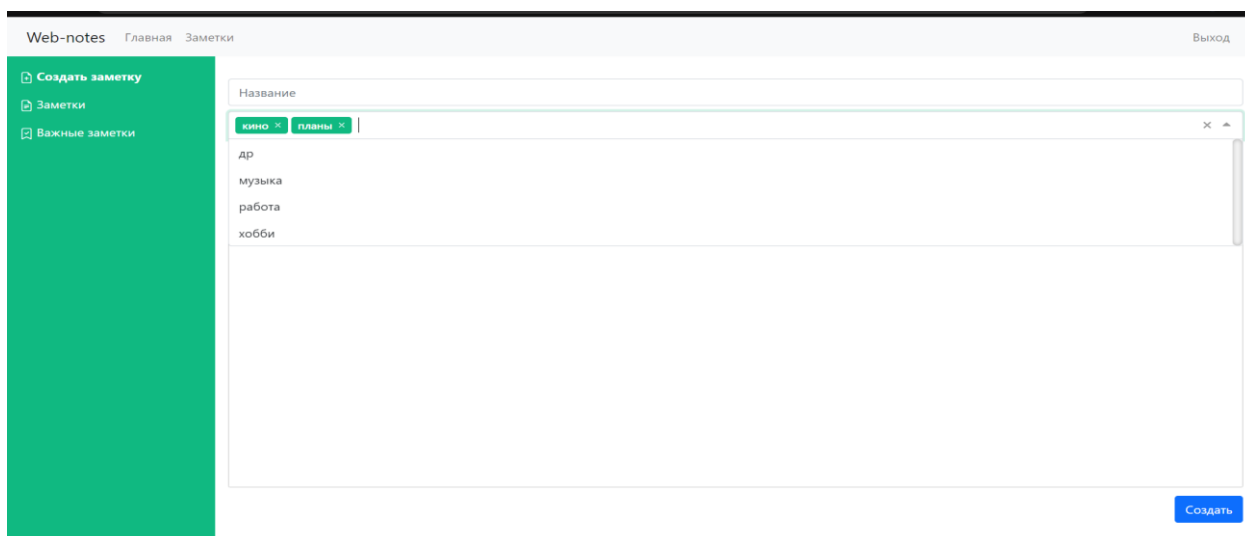 Web-notes Главная Заметки Выход
Создать заметку
Заметки
Важные заметки
Название
кино × планы ×
др
музыка
работа
хобби
Создать